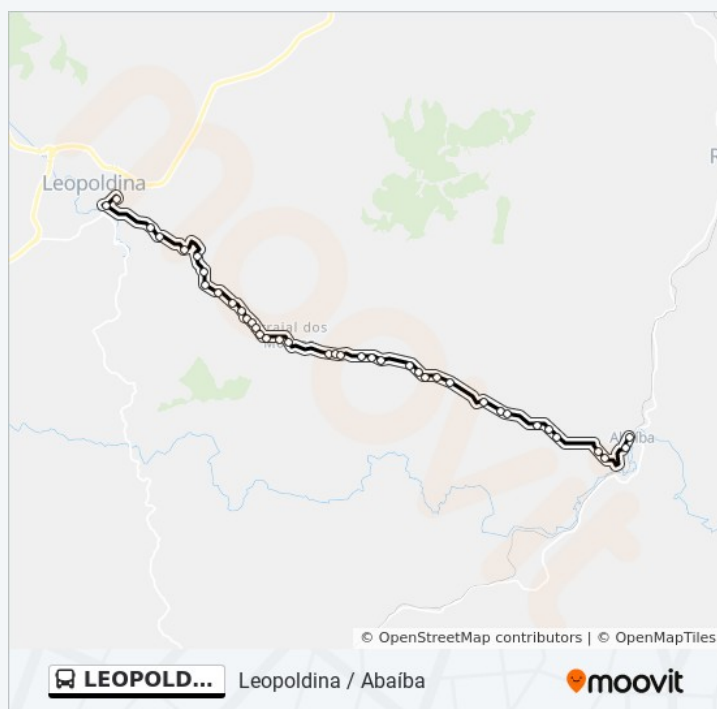 Leopoldina
Abaíba
© OpenStreetMap contributors | © OpenMapTiles
LEOPOLD...
Leopoldina / Abaíba
moovit